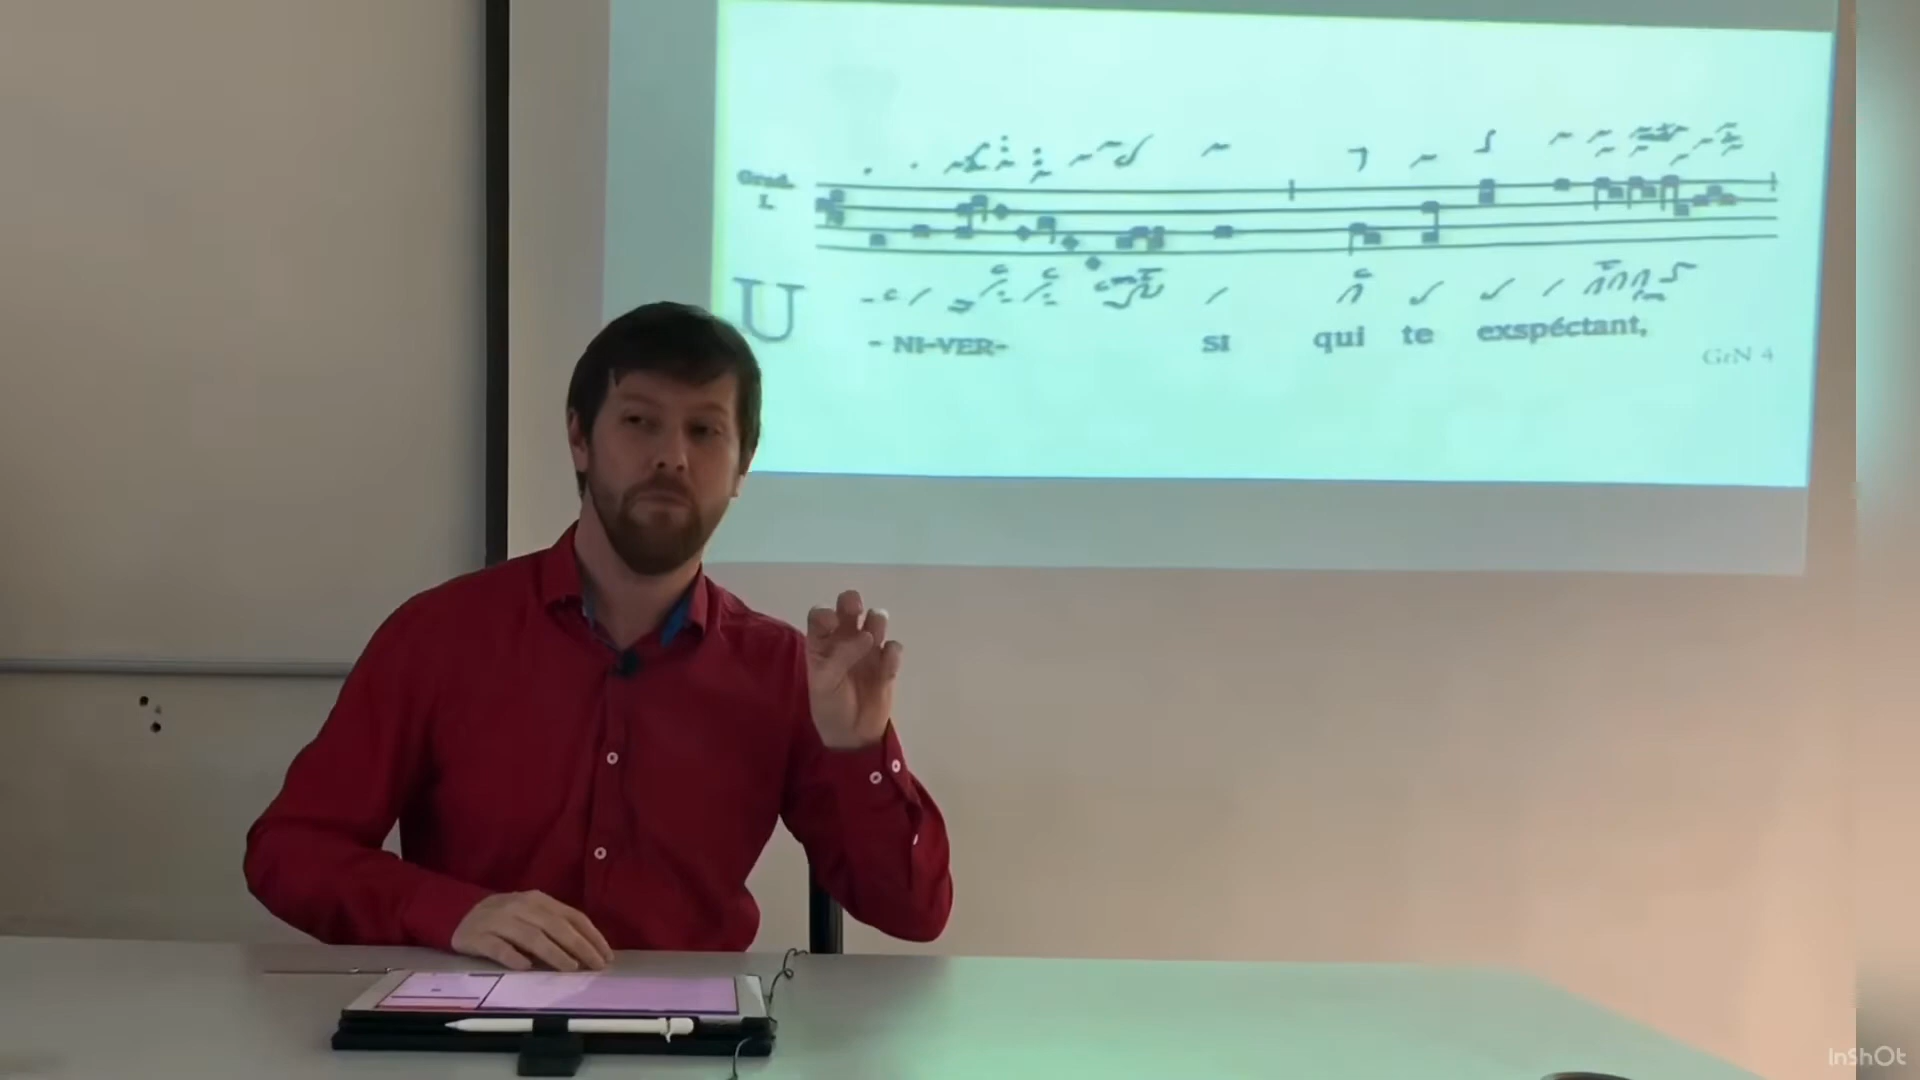 Grad.
I.
U - NI-VER- SI qui te exspéctant,
GrN 4
InShOt